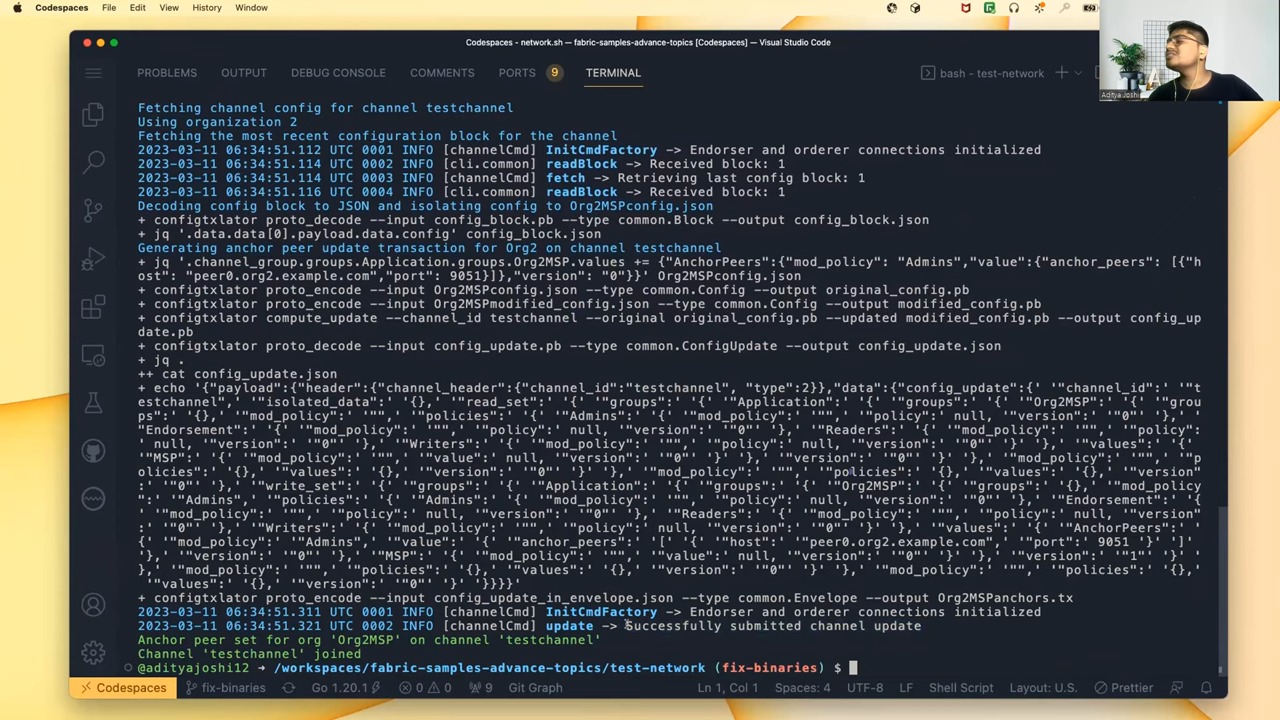 Codespaces File Edit View History Window
Codespaces - network.sh — fabric-samples-advance-topics [Codespaces] — Visual Studio Code
Aditya Joshi
PROBLEMS OUTPUT DEBUG CONSOLE COMMENTS PORTS 9 TERMINAL bash - test-network
Fetching channel config for channel testchannel
Using organization 2
Fetching the most recent configuration block for the channel
2023-03-11 06:34:51.112 UTC 0001 INFO [channelCmd] InitCmdFactory -> Endorser and orderer connections initialized
2023-03-11 06:34:51.114 UTC 0002 INFO [cli.common] readBlock -> Received block: 1
2023-03-11 06:34:51.114 UTC 0003 INFO [channelCmd] fetch -> Retrieving last config block: 1
2023-03-11 06:34:51.116 UTC 0004 INFO [cli.common] readBlock -> Received block: 1
Decoding config block to JSON and isolating config to Org2MSPconfig.json
+ configtxlator proto_decode --input config_block.pb --type common.Block --output config_block.json
+ jq '.data.data[0].payload.data.config' config_block.json
Generating anchor peer update transaction for Org2 on channel testchannel
+ jq '.channel_group.groups.Application.groups.Org2MSP.values += {"AnchorPeers":{"mod_policy": "Admins","value":{"anchor_peers": [{"h
ost": "peer0.org2.example.com","port": 9051}]},"version": "0"}}' Org2MSPconfig.json
+ configtxlator proto_encode --input Org2MSPconfig.json --type common.Config --output original_config.pb
+ configtxlator proto_encode --input Org2MSPmodified_config.json --type common.Config --output modified_config.pb
+ configtxlator compute_update --channel_id testchannel --original original_config.pb --updated modified_config.pb --output config_up
date.pb
+ configtxlator proto_decode --input config_update.pb --type common.ConfigUpdate --output config_update.json
+ jq .
++ cat config_update.json
+ echo '{"payload":{"header":{"channel_header":{"channel_id":"testchannel", "type":2}},"data":{"config_update":{' '"channel_id":' '"t
estchannel",' '"isolated_data":' '{},' '"read_set":' '{' '"groups":' '{' '"Application":' '{' '"groups":' '{' '"Org2MSP":' '{' '"grou
ps":' '{},' '"mod_policy":' '"",' '"policies":' '{' '"Admins":' '{' '"mod_policy":' '"",' '"policy":' null, '"version":' '"0"' '},' '
"Endorsement":' '{' '"mod_policy":' '"",' '"policy":' null, '"version":' '"0"' '},' '"Readers":' '{' '"mod_policy":' '"",' '"policy":
' null, '"version":' '"0"' '},' '"Writers":' '{' '"mod_policy":' '"",' '"policy":' null, '"version":' '"0"' '}' '},' '"values":' '{'
'"MSP":' '{' '"mod_policy":' '"",' '"value":' null, '"version":' '"0"' '}' '},' '"version":' '"0"' '}' '},' '"mod_policy":' '"",' '"p
olicies":' '{},' '"values":' '{},' '"version":' '"0"' '}' '},' '"mod_policy":' '"",' '"policies":' '{},' '"values":' '{},' '"version"
:' '"0"' '},' '"write_set":' '{' '"groups":' '{' '"Application":' '{' '"groups":' '{' '"Org2MSP":' '{' '"groups":' '{},' '"mod_policy
":' '"Admins",' '"policies":' '{' '"Admins":' '{' '"mod_policy":' '"",' '"policy":' null, '"version":' '"0"' '},' '"Endorsement":' '{
' '"mod_policy":' '"",' '"policy":' null, '"version":' '"0"' '},' '"Readers":' '{' '"mod_policy":' '"",' '"policy":' null, '"version"
:' '"0"' '},' '"Writers":' '{' '"mod_policy":' '"",' '"policy":' null, '"version":' '"0"' '}' '},' '"values":' '{' '"AnchorPeers":' '
{' '"mod_policy":' '"Admins",' '"value":' '{' '"anchor_peers":' '[' '{' '"host":' '"peer0.org2.example.com",' '"port":' 9051 '}' ']'
'},' '"version":' '"0"' '},' '"MSP":' '{' '"mod_policy":' '"",' '"value":' null, '"version":' '"0"' '}' '},' '"version":' '"1"' '}' '
},' '"mod_policy":' '"",' '"policies":' '{},' '"values":' '{},' '"version":' '"0"' '}' '},' '"mod_policy":' '"",' '"policies":' '{},'
'"values":' '{},' '"version":' '"0"' '}' '}}}}'
+ configtxlator proto_encode --input config_update_in_envelope.json --type common.Envelope --output Org2MSPanchors.tx
2023-03-11 06:34:51.311 UTC 0001 INFO [channelCmd] InitCmdFactory -> Endorser and orderer connections initialized
2023-03-11 06:34:51.321 UTC 0002 INFO [channelCmd] update -> Successfully submitted channel update
Anchor peer set for org 'Org2MSP' on channel 'testchannel'
Channel 'testchannel' joined
@adityajoshi12 ➜ /workspaces/fabric-samples-advance-topics/test-network (fix-binaries) $
Codespaces fix-binaries Go 1.20.1 0 0 9 Git Graph Ln 1, Col 1 Spaces: 4 UTF-8 LF Shell Script Layout: U.S. Prettier